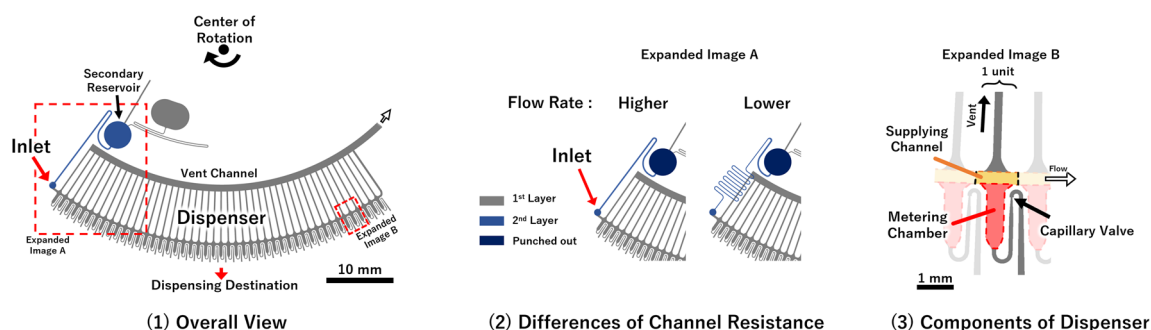 Center of
Rotation
Secondary
Reservoir
Inlet
Vent Channel
Dispenser
Expanded
Image A
Expanded
Image B
10 mm
Dispensing Destination
(1) Overall View
Expanded Image A
Flow Rate : Higher Lower
Inlet
1st Layer
2nd Layer
Punched out
(2) Differences of Channel Resistance
Expanded Image B
1 unit
Vent
Supplying
Channel
Flow
Metering
Chamber
Capillary Valve
1 mm
(3) Components of Dispenser